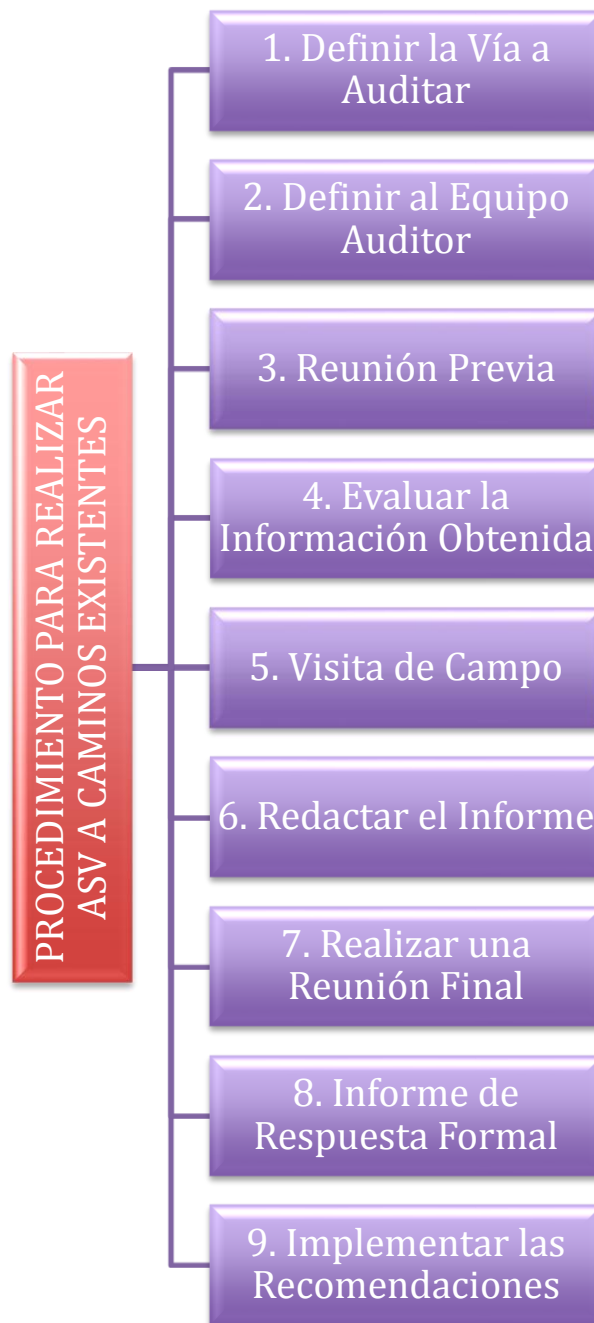 PROCEDIMIENTO PARA REALIZAR
ASV A CAMINOS EXISTENTES
1. Definir la Vía a
Auditar
2. Definir al Equipo
Auditor
3. Reunión Previa
4. Evaluar la
Información Obtenida
5. Visita de Campo
6. Redactar el Informe
7. Realizar una
Reunión Final
8. Informe de
Respuesta Formal
9. Implementar las
Recomendaciones